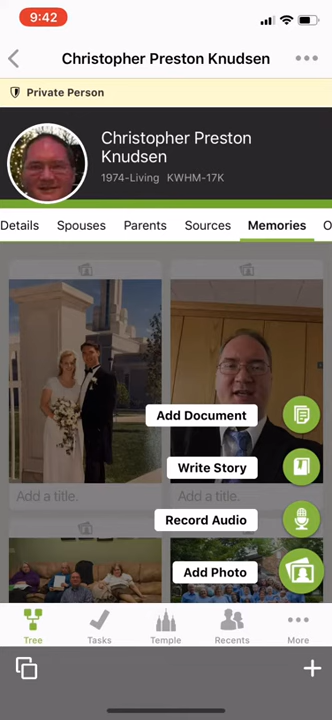 9:42
Christopher Preston Knudsen
Private Person
Christopher Preston
Knudsen
1974-Living KWHM-17K
Details Spouses Parents Sources Memories O
Add Document
Write Story
Add a title. Add a title.
Record Audio
Add Photo
Tree Tasks Temple Recents More